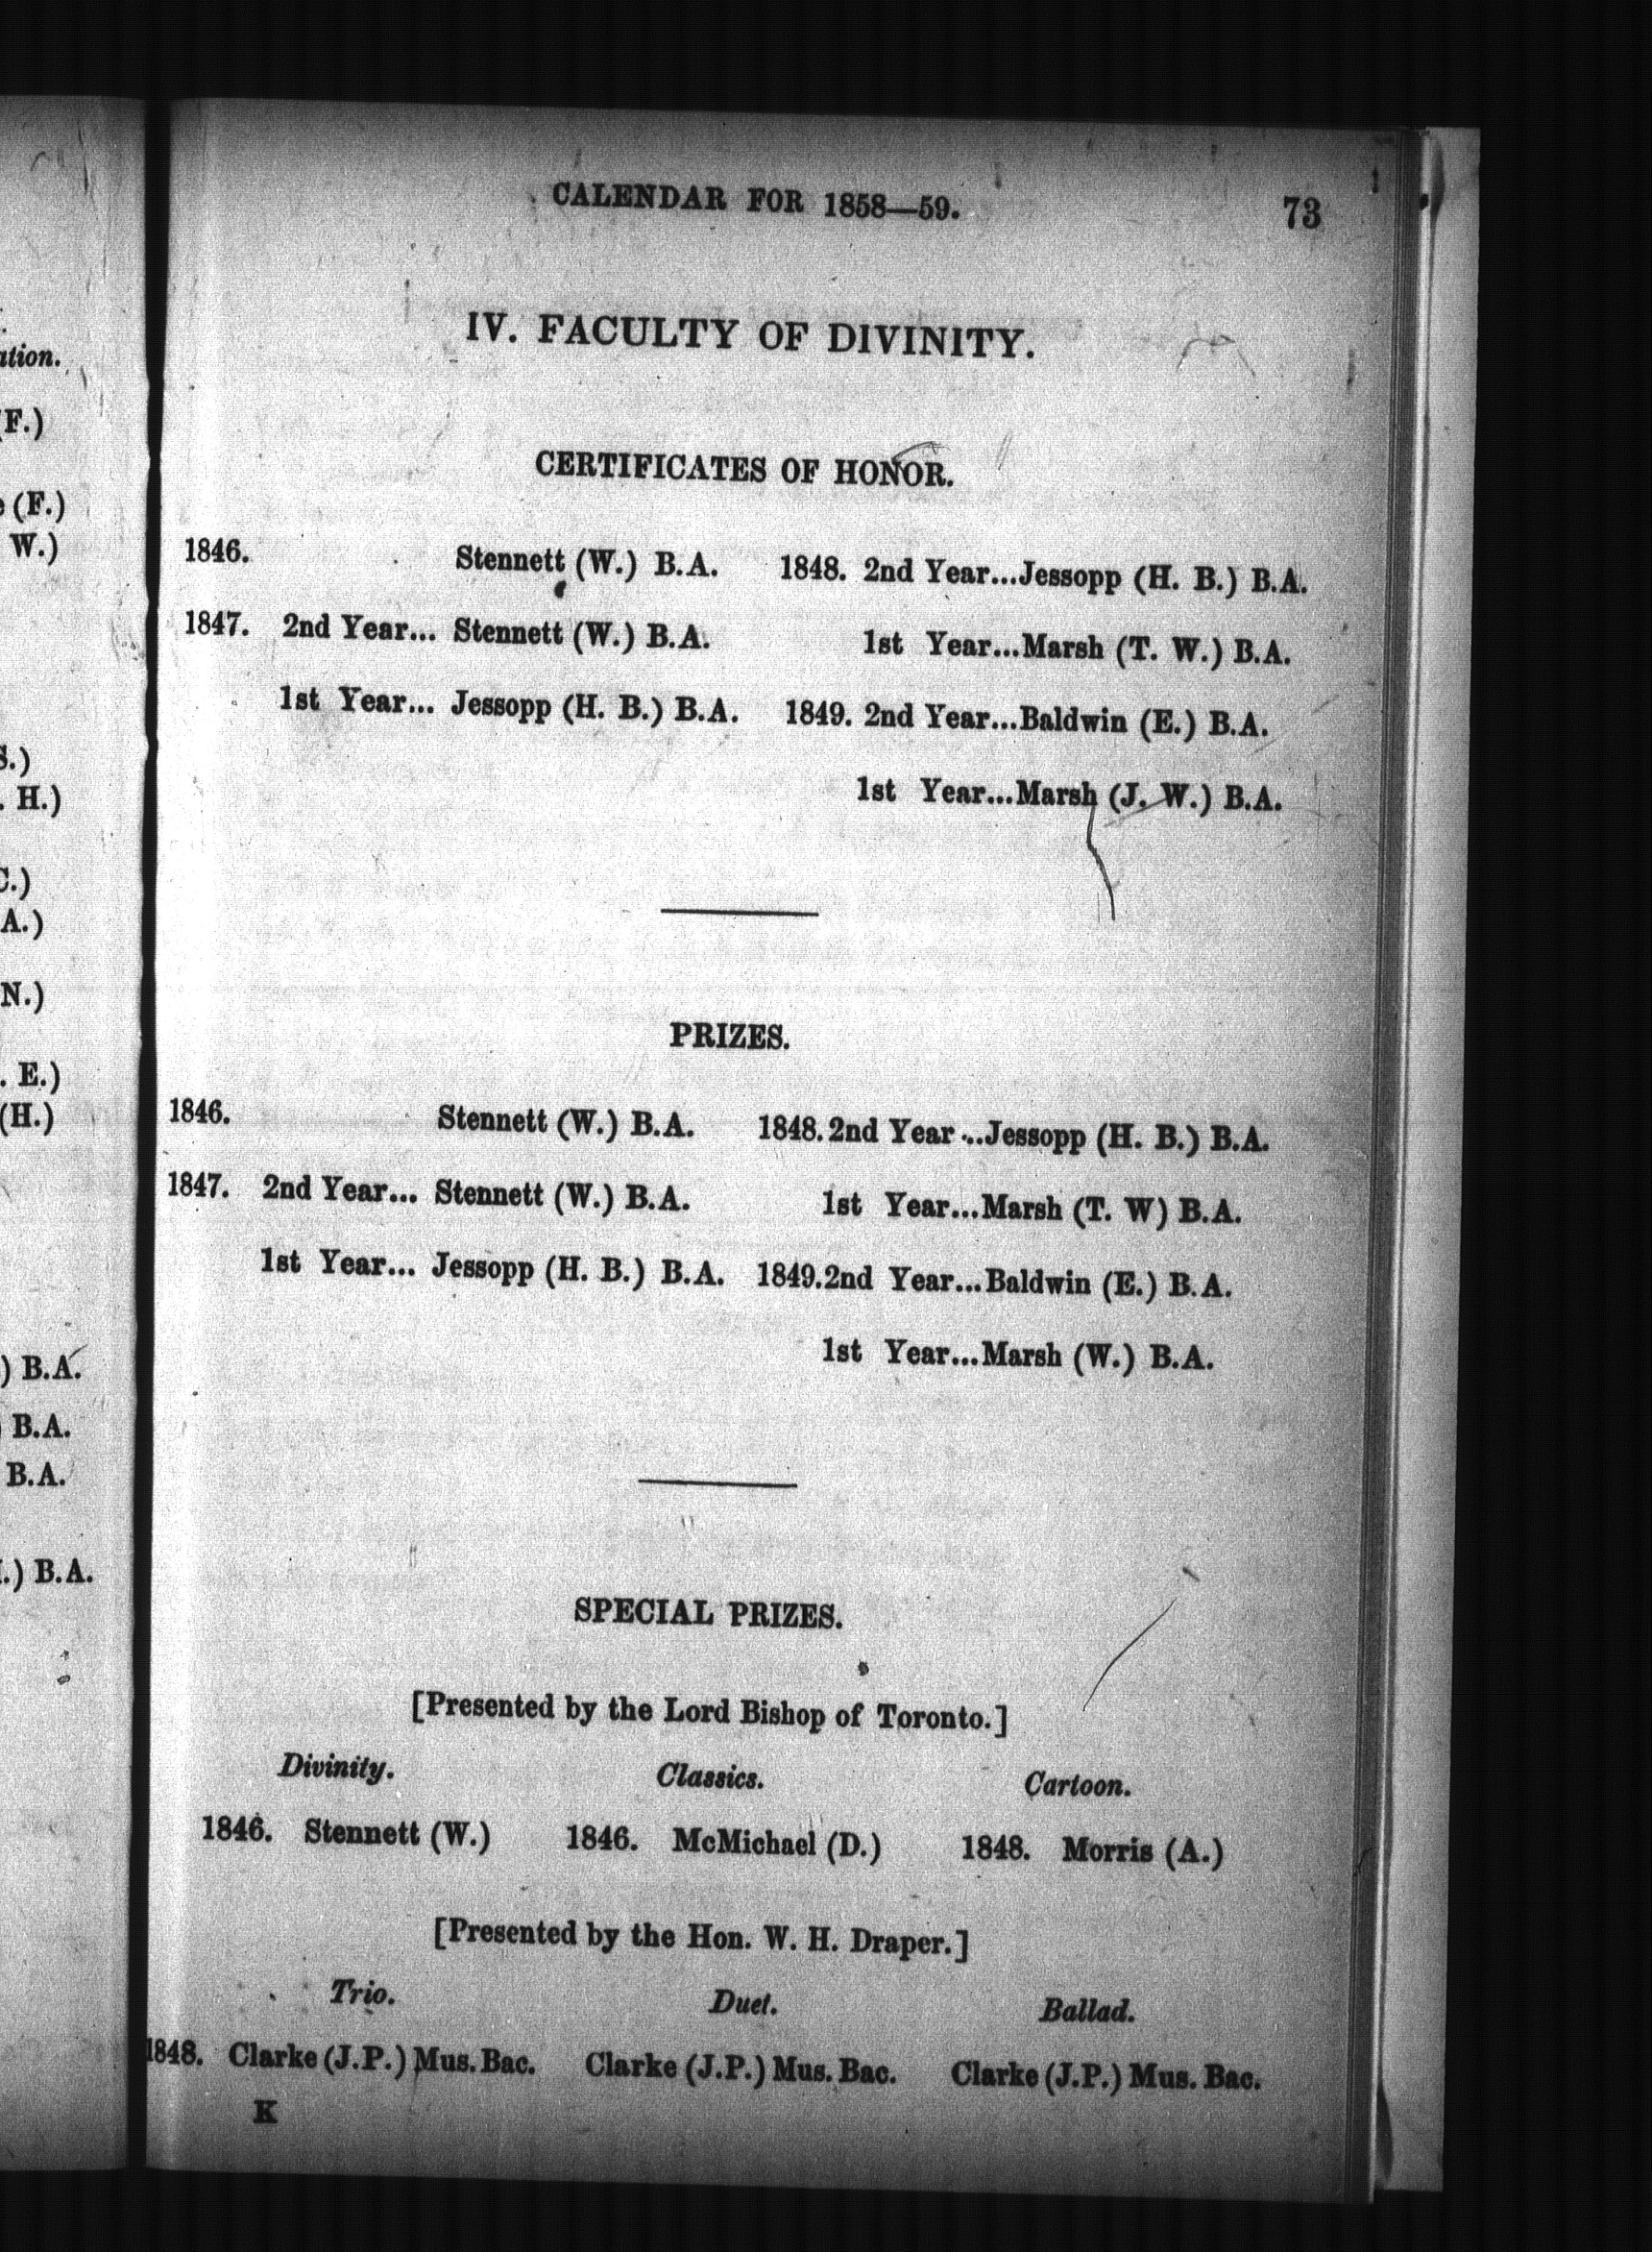 CALENDAR FOR 1858—59. 73
IV. FACULTY OF DIVINITY.
CERTIFICATES OF HONOR.
1846. Stennett (W.) B.A.
1847. 2nd Year... Stennett (W.) B.A.
1st Year... Jessopp (H. B.) B.A.
1848. 2nd Year...Jessopp (H. B.) B.A.
1st Year...Marsh (T. W.) B.A.
1849. 2nd Year...Baldwin (E.) B.A.
1st Year...Marsh (J. W.) B.A.
PRIZES.
1846. Stennett (W.) B.A.
1847. 2nd Year... Stennett (W.) B.A.
1st Year... Jessopp (H. B.) B.A.
1848. 2nd Year...Jessopp (H. B.) B.A.
1st Year...Marsh (T. W) B.A.
1849. 2nd Year...Baldwin (E.) B.A.
1st Year...Marsh (W.) B.A.
SPECIAL PRIZES.
[Presented by the Lord Bishop of Toronto.]
Divinity. Classics. Cartoon.
1846. Stennett (W.) 1846. McMichael (D.) 1848. Morris (A.)
[Presented by the Hon. W. H. Draper.]
Trio. Duet. Ballad.
1848. Clarke (J.P.) Mus. Bac. Clarke (J.P.) Mus. Bac. Clarke (J.P.) Mus. Bac.
K
(F.)
(F.)
W.)
S.)
H.)
C.)
A.)
N.)
E.)
(H.)
) B.A.
B.A.
B.A.
.) B.A.